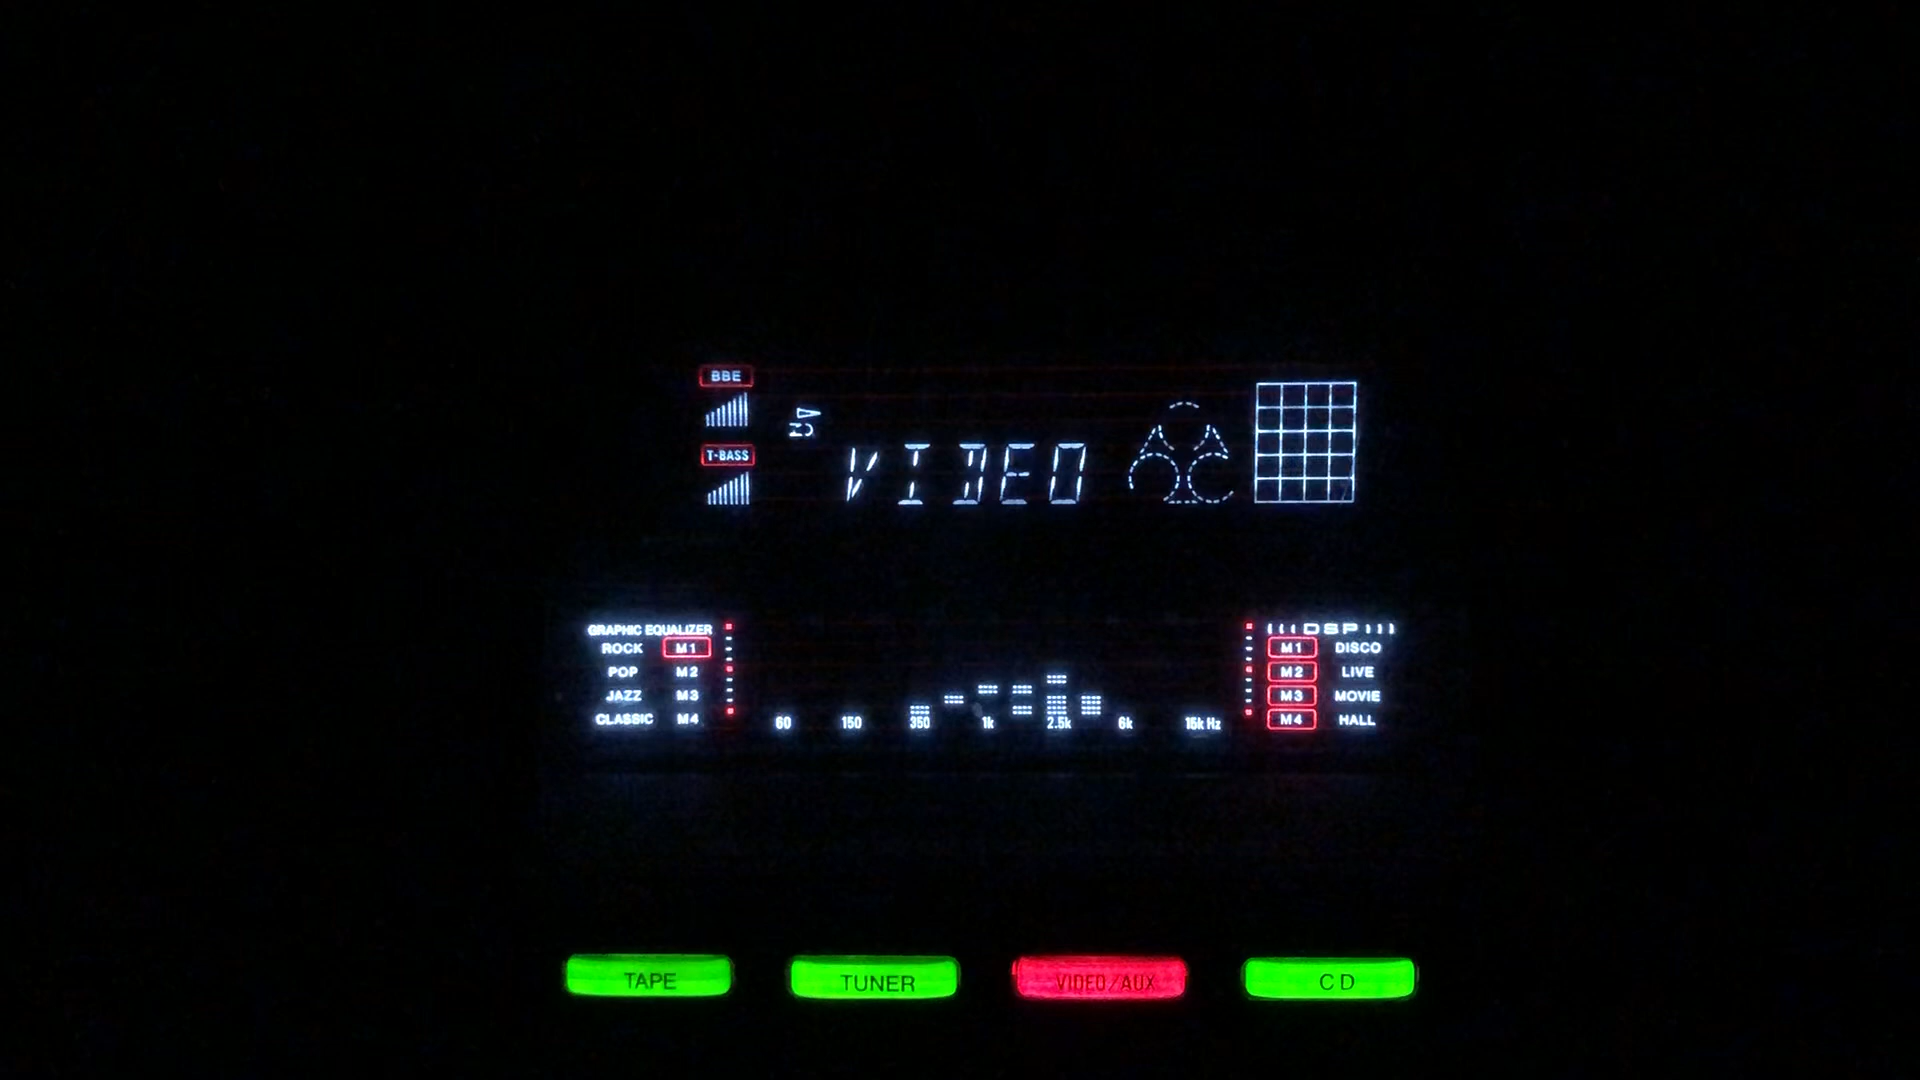 BBE
T-BASS
VIDEO
GRAPHIC EQUALIZER
ROCK M1
POP M2
JAZZ M3
CLASSIC M4
60 150 350 1k 2.5k 6k 15k Hz
DSP
M1 DISCO
M2 LIVE
M3 MOVIE
M4 HALL
TAPE TUNER VIDEO/AUX CD